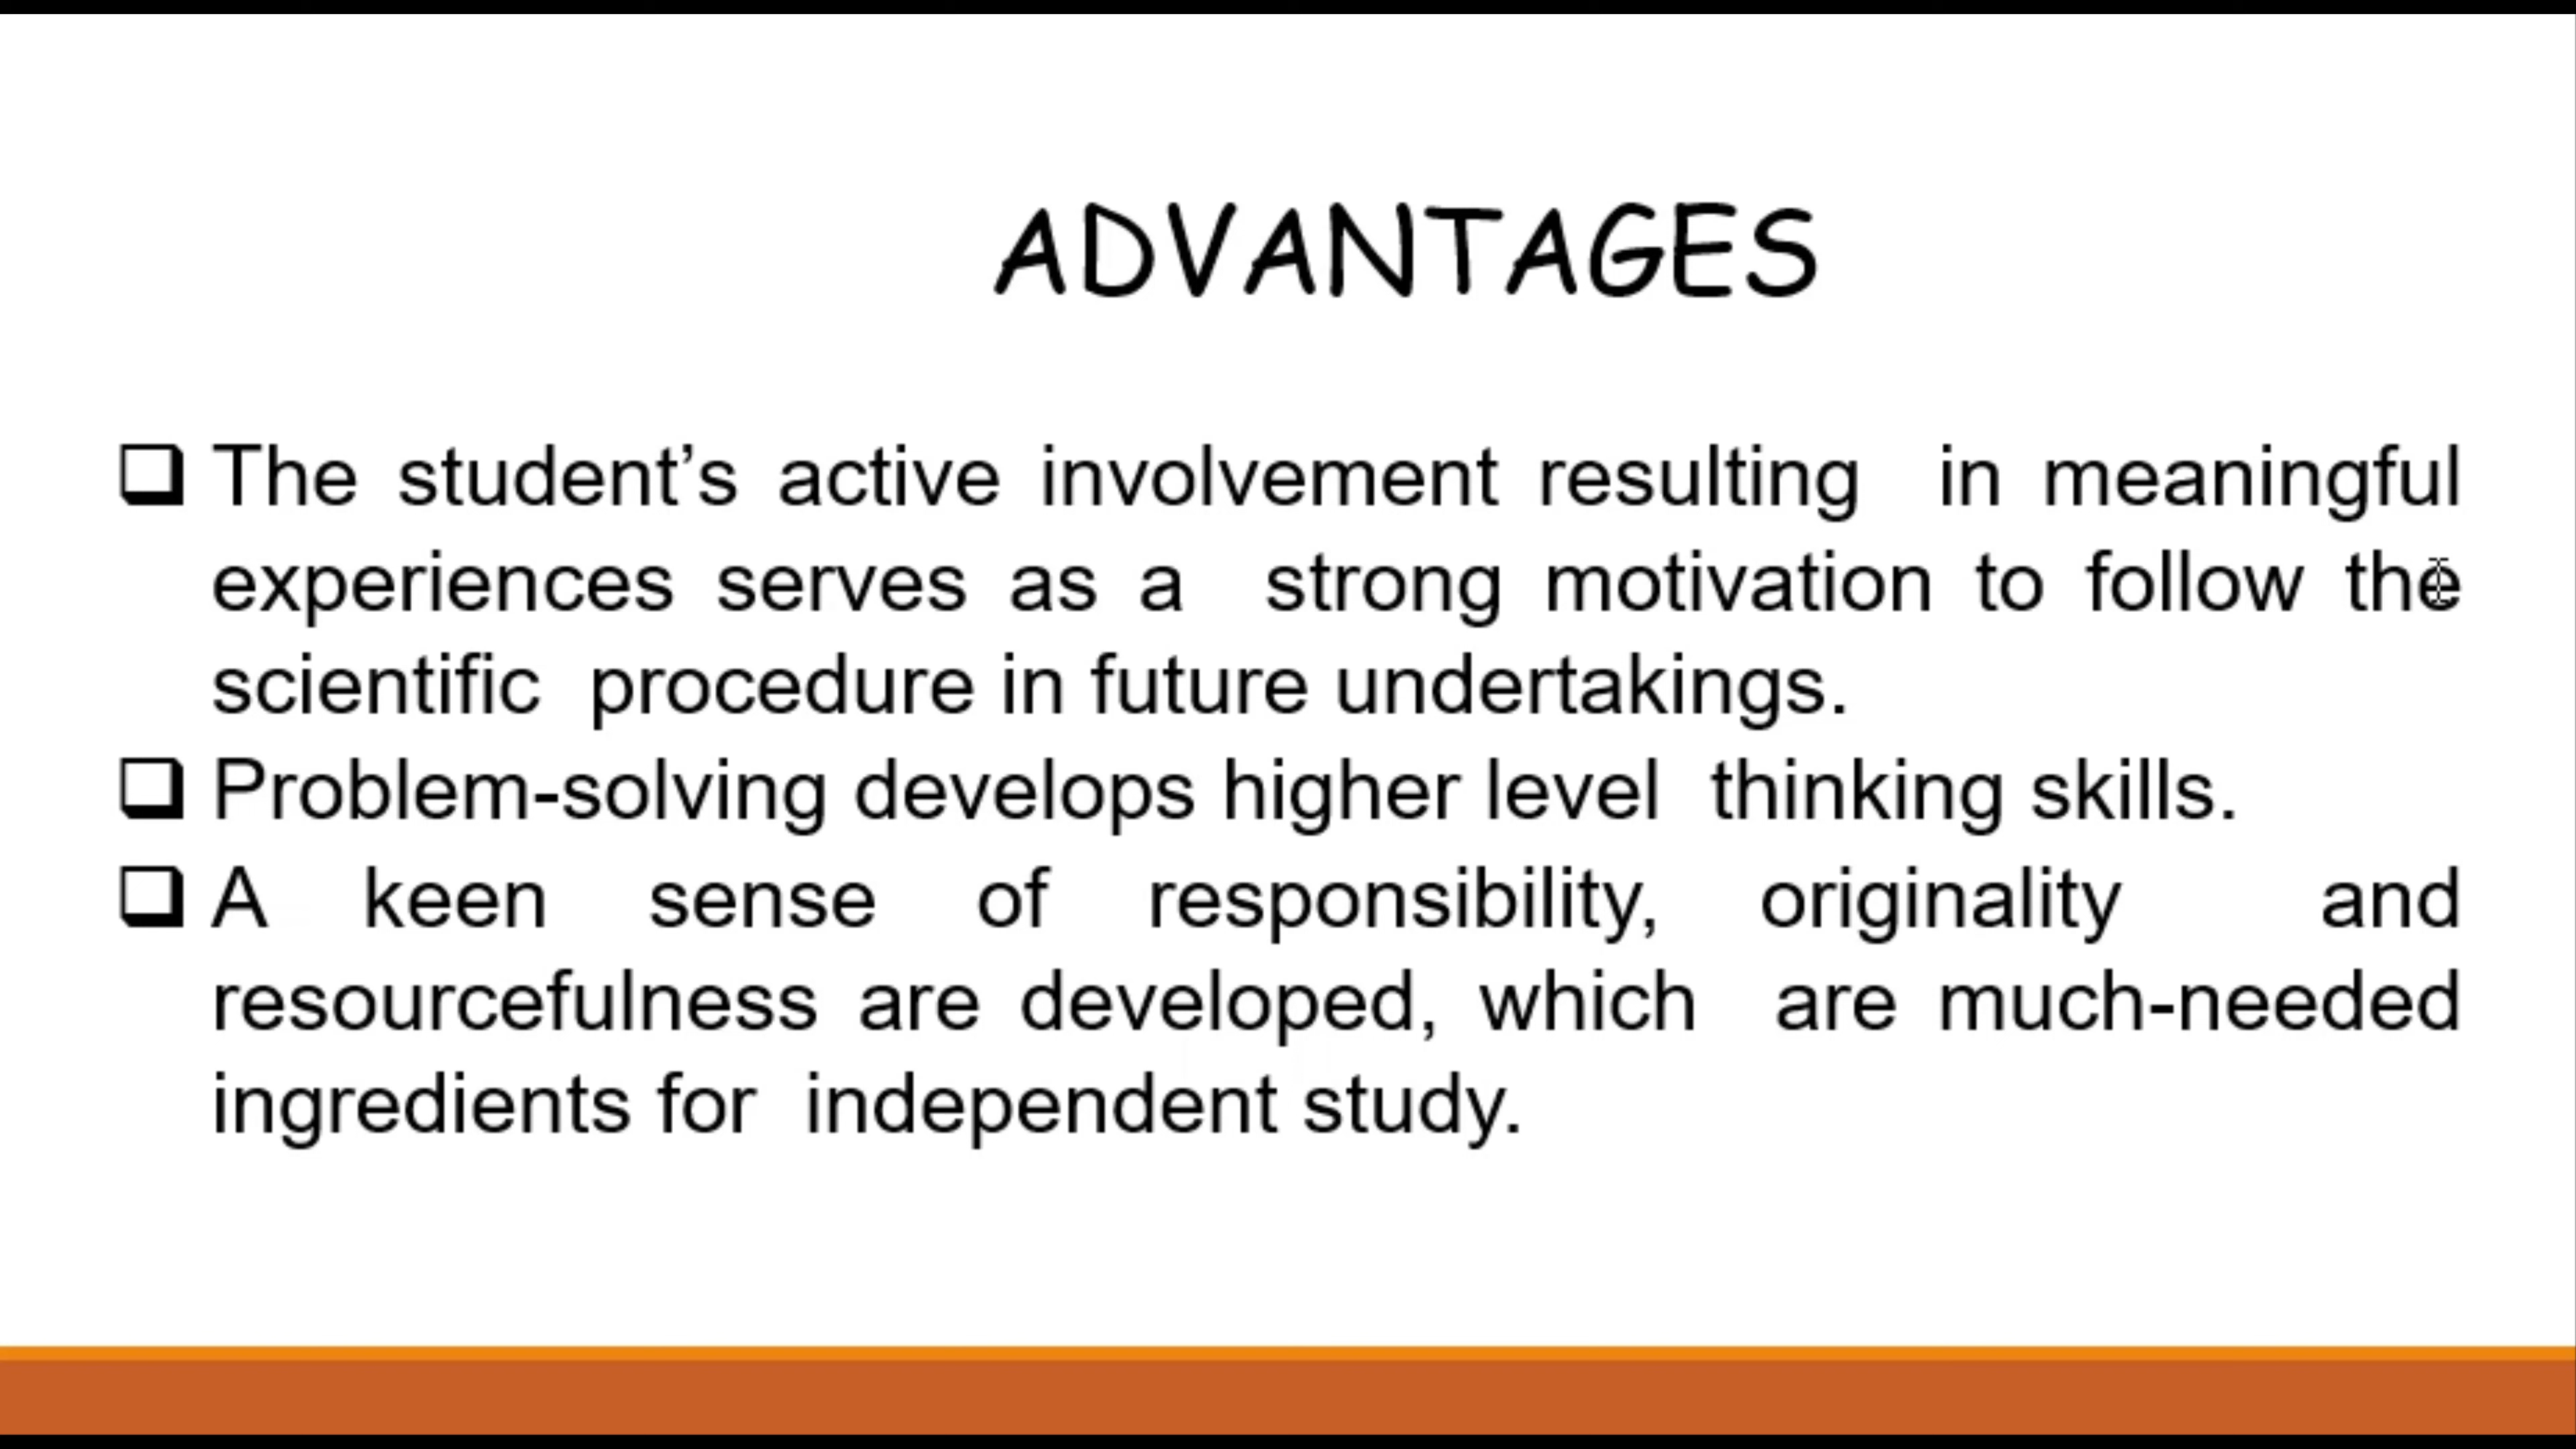 ADVANTAGES
❑ The student’s active involvement resulting in meaningful
experiences serves as a strong motivation to follow the
scientific procedure in future undertakings.
❑ Problem-solving develops higher level thinking skills.
❑ A keen sense of responsibility, originality and
resourcefulness are developed, which are much-needed
ingredients for independent study.